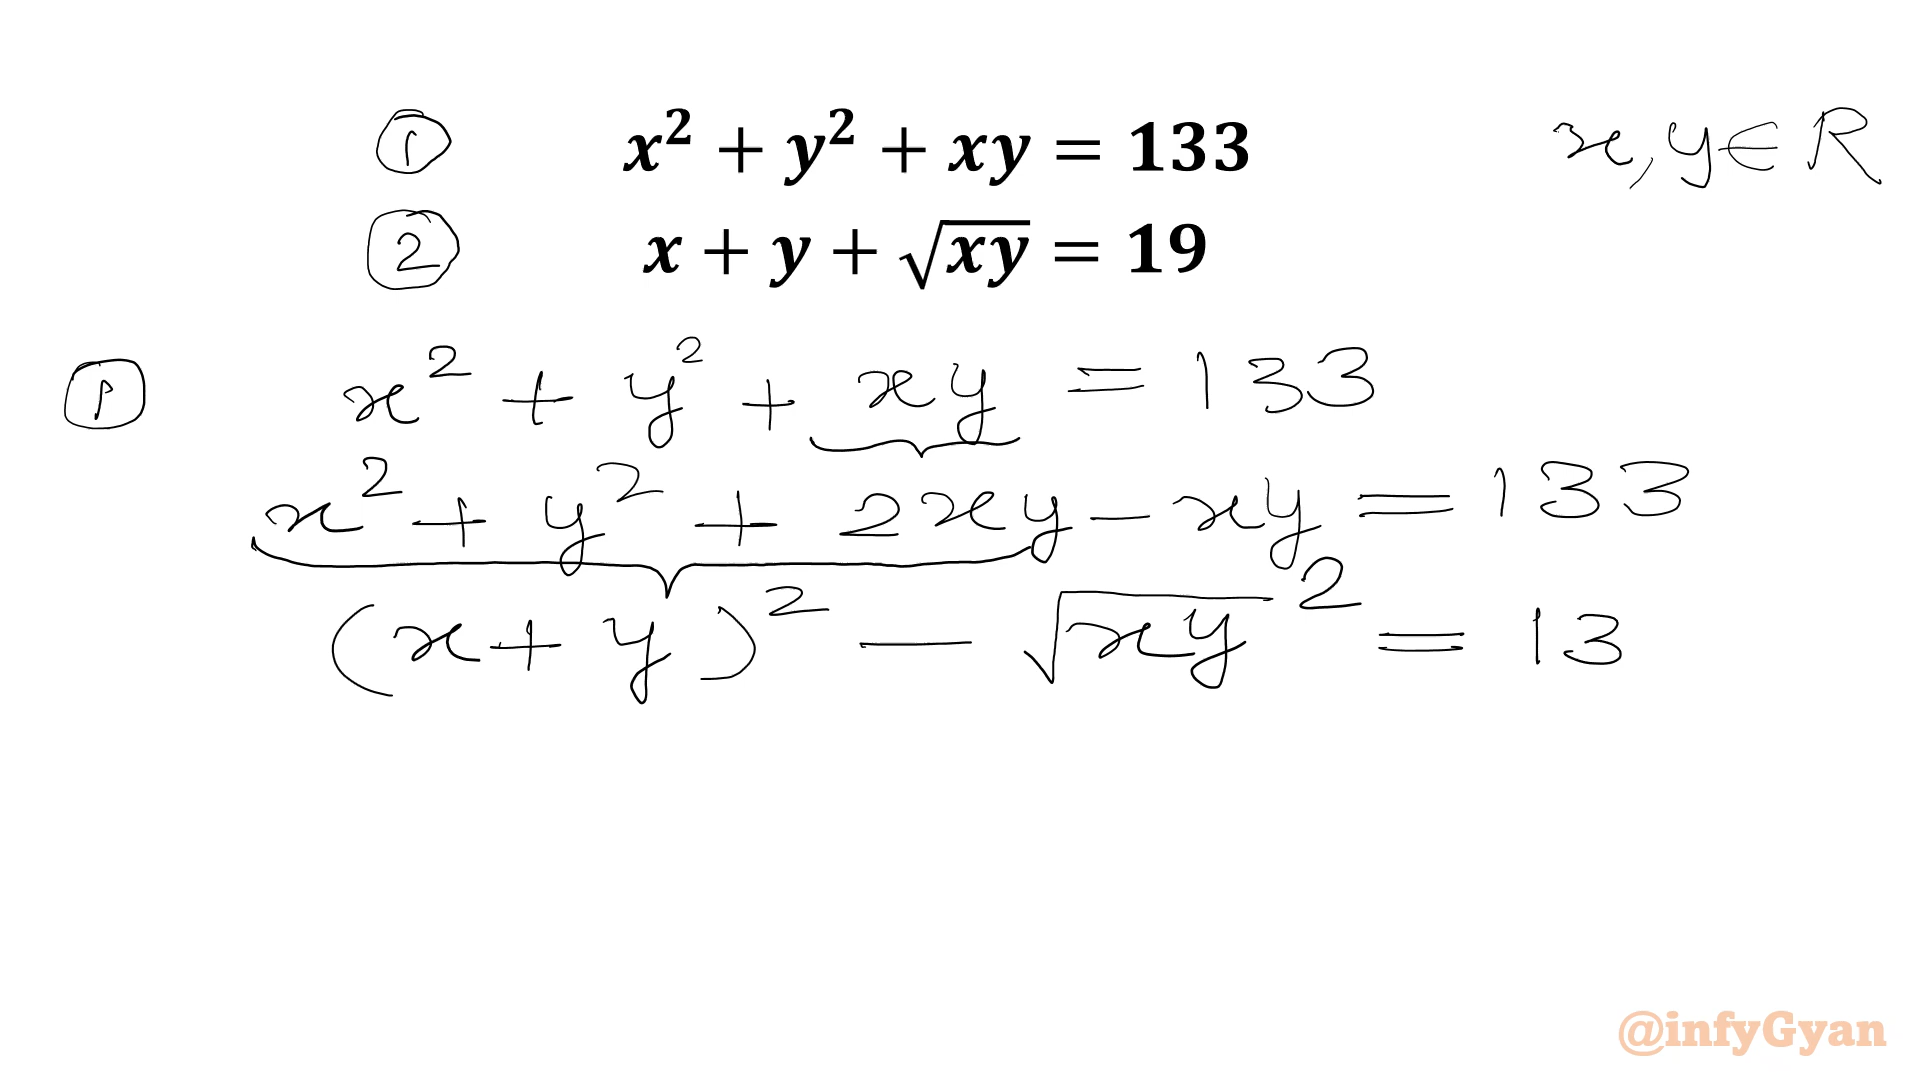 ① x² + y² + xy = 133 x, y ∈ R
② x + y + √xy = 19
① x² + y² + xy = 133
x² + y² + 2xy − xy = 133
(x + y)² − √xy² = 13
@infyGyan